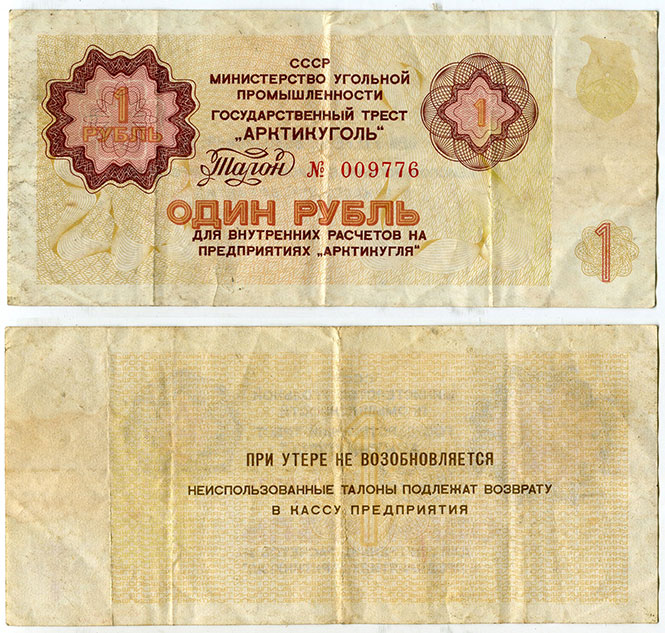 СССР
МИНИСТЕРСТВО УГОЛЬНОЙ
ПРОМЫШЛЕННОСТИ
ГОСУДАРСТВЕННЫЙ ТРЕСТ
„АРКТИКУГОЛЬ"
1
РУБЛЬ
1
Талон № 009776
ОДИН РУБЛЬ
ДЛЯ ВНУТРЕННИХ РАСЧЕТОВ НА
ПРЕДПРИЯТИЯХ „АРКТИКУГЛЯ"
1
1
ПРИ УТЕРЕ НЕ ВОЗОБНОВЛЯЕТСЯ
НЕИСПОЛЬЗОВАННЫЕ ТАЛОНЫ ПОДЛЕЖАТ ВОЗВРАТУ
В КАССУ ПРЕДПРИЯТИЯ